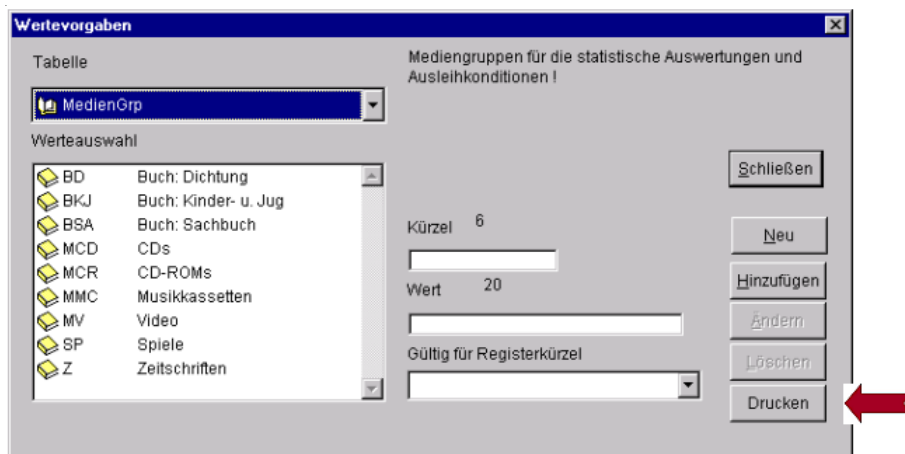 Wertevorgaben
Tabelle
MedienGrp
Werteauswahl
BD Buch: Dichtung
BKJ Buch: Kinder- u. Jug
BSA Buch: Sachbuch
MCD CDs
MCR CD-ROMs
MMC Musikkassetten
MV Video
SP Spiele
Z Zeitschriften
Mediengruppen für die statistische Auswertungen und
Ausleihkonditionen !
Kürzel 6
Wert 20
Gültig für Registerkürzel
Schließen
Neu
Hinzufügen
Ändern
Löschen
Drucken